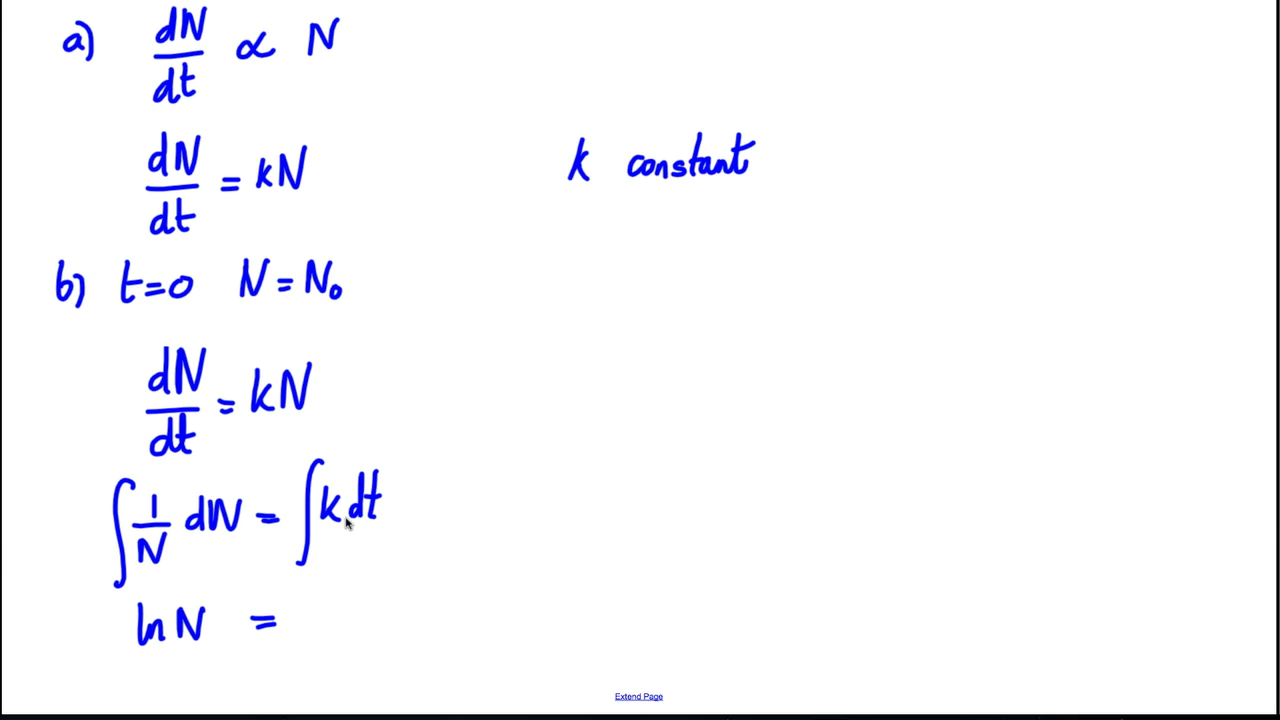 a) dN/dt ∝ N
dN/dt = kN k constant
b) t=0 N = N₀
dN/dt = kN
∫ 1/N dN = ∫ k dt
ln N =
Extend Page